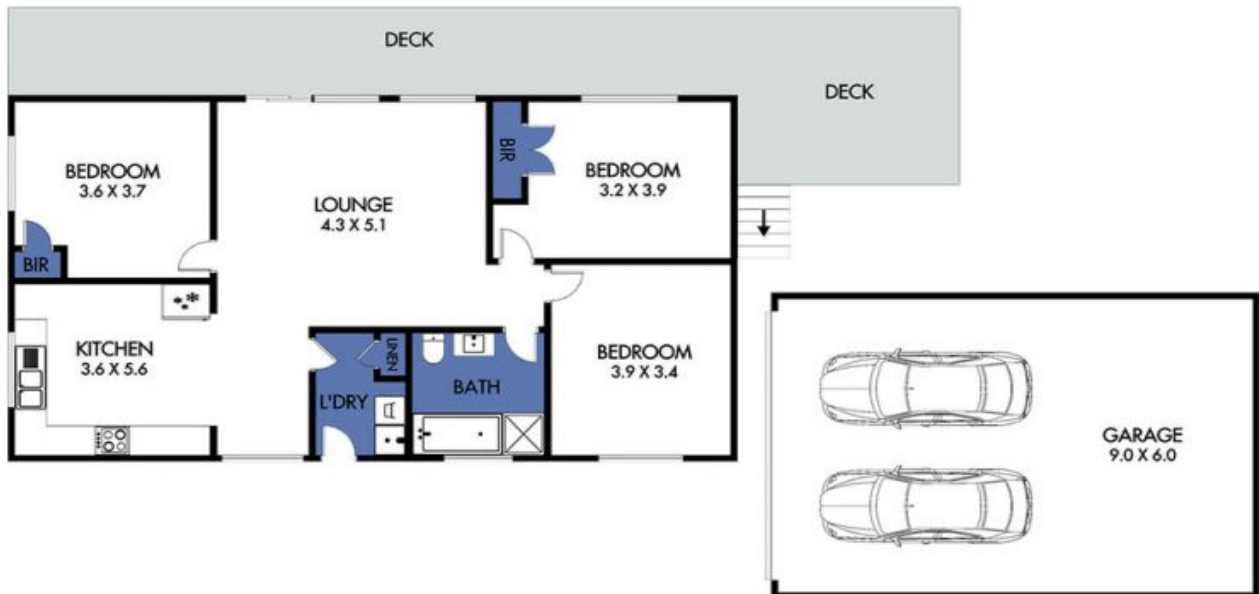 DECK
DECK
BEDROOM
3.6 X 3.7
BIR
LOUNGE
4.3 X 5.1
BIR
BEDROOM
3.2 X 3.9
KITCHEN
3.6 X 5.6
L'DRY
LINEN
BATH
BEDROOM
3.9 X 3.4
GARAGE
9.0 X 6.0